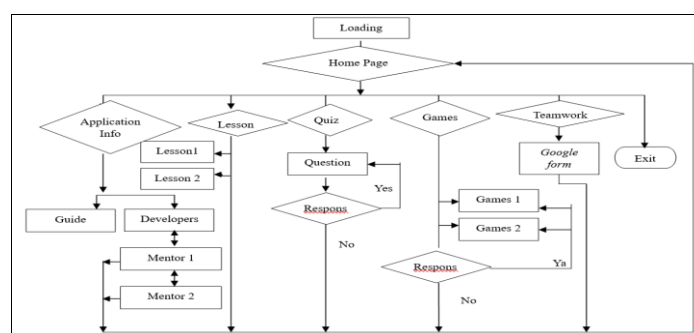 Loading
Home Page
Application
Info
Lesson
Quiz
Games
Teamwork
Lesson1
Lesson 2
Question
Google
form
Exit
Yes
Guide
Developers
Respons
Games 1
Games 2
No
Mentor 1
Mentor 2
Respons
Ya
No